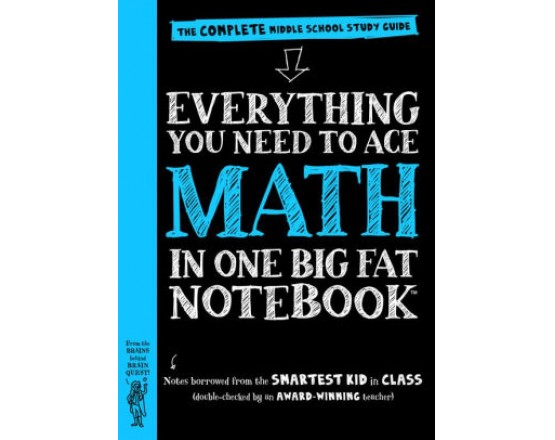 THE COMPLETE MIDDLE SCHOOL STUDY GUIDE
EVERYTHING
YOU NEED TO ACE
MATH
IN ONE BIG FAT
NOTEBOOK™
From the
BRAINS
behind
BRAIN
QUEST!
Notes borrowed from the SMARTEST KID in CLASS
(double-checked by an AWARD-WINNING teacher)